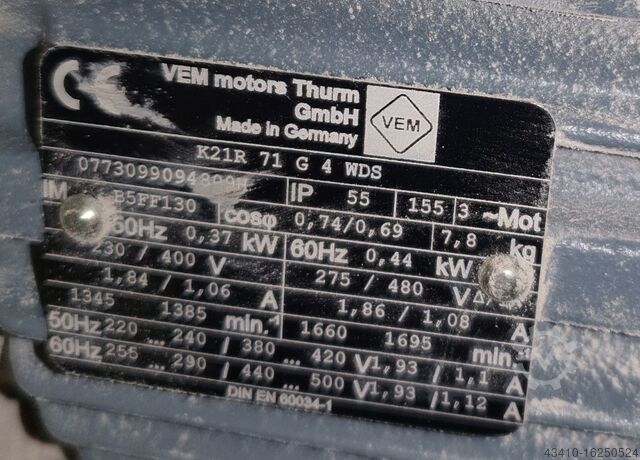 CE VEM motors Thurm
GmbH
Made in Germany
VEM
K21R 71 G 4 WDS
IP 55 155 3 ~Mot
IM B5FF130 cosφ 0,74/0,69 7,8 kg
50Hz 0,37 kW 60Hz 0,44 kW
230 / 400 V 275 / 480 V Δ/
1,84 / 1,06 A 1,86 / 1,08 A
1345 1385 min.⁻¹ 1660 1695 min.⁻¹
50Hz 220 ... 240 / 380 ... 420 V 1,93 / 1,1 A
60Hz 255 ... 290 / 440 ... 500 V 1,93 / 1,12 A
DIN EN 60034-1
43410-16250524